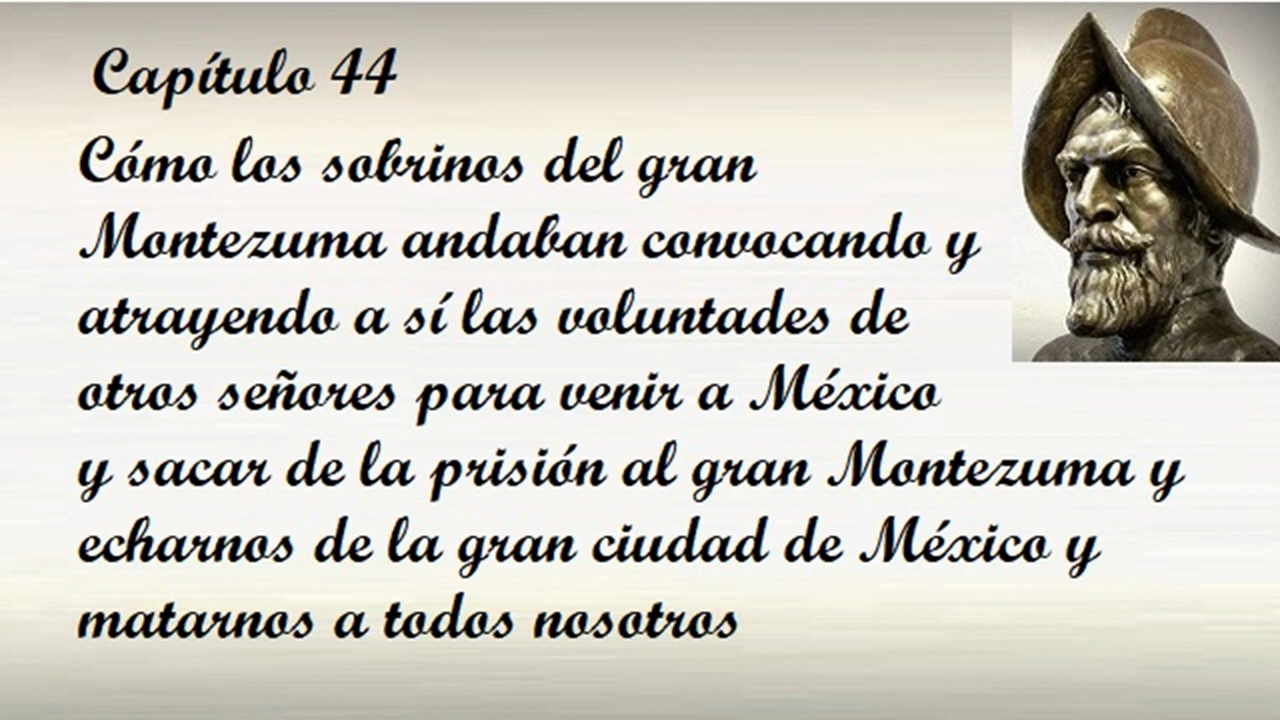 Capítulo 44
Cómo los sobrinos del gran
Montezuma andaban convocando y
atrayendo a sí las voluntades de
otros señores para venir a México
y sacar de la prisión al gran Montezuma y
echarnos de la gran ciudad de México y
matarnos a todos nosotros